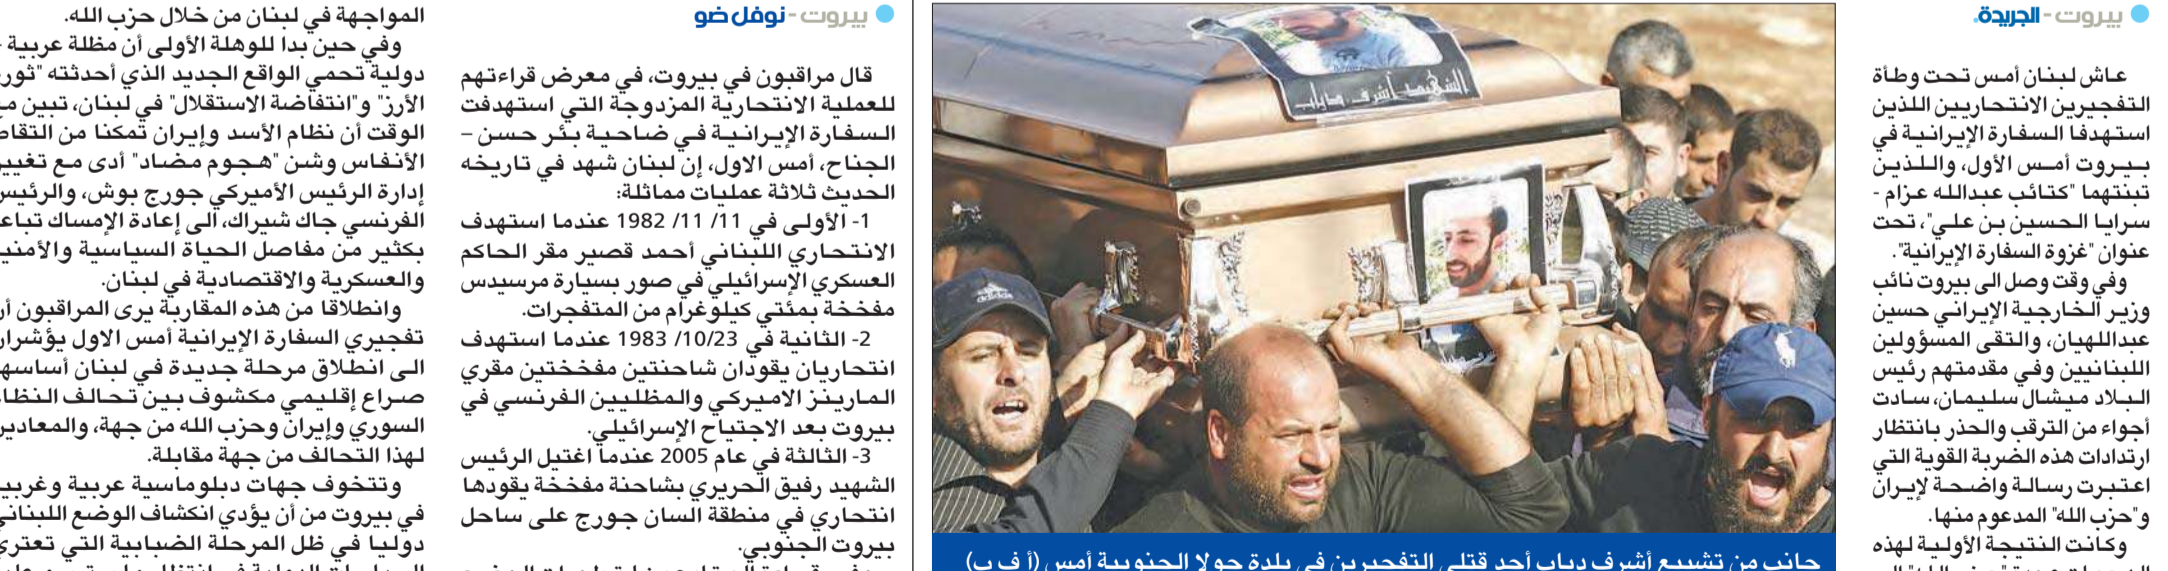 بيروت - الجريدة.
عاش لبنان أمس تحت وطأة
التفجيرين الانتحاريين اللذين
استهدفا السفارة الإيرانية في
بيروت أمس الأول، واللذين
تبنتهما "كتائب عبدالله عزام -
سرايا الحسين بن علي"، تحت
عنوان "غزوة السفارة الإيرانية".
وفي وقت وصل الى بيروت نائب
وزير الخارجية الإيراني حسين
عبداللهيان، والتقى المسؤولين
اللبنانيين وفي مقدمتهم رئيس
البلاد ميشال سليمان، سادت
أجواء من الترقب والحذر بانتظار
ارتدادات هذه الضربة القوية التي
اعتبرت رسالة واضحة لإيران
و"حزب الله" المدعوم منها.
وكانت النتيجة الأولية لهذه
الشهيد أشرف دياب
جانب من تشييع أشرف دياب أحد قتلى التفجيرين في بلدة حولا الجنوبية أمس (أ ف ب)
بيروت - نوفل ضو
قال مراقبون في بيروت، في معرض قراءتهم
للعملية الانتحارية المزدوجة التي استهدفت
السفارة الإيرانية في ضاحية بئر حسن –
الجناح، أمس الاول، إن لبنان شهد في تاريخه
الحديث ثلاثة عمليات مماثلة:
1- الأولى في 11/ 11/ 1982 عندما استهدف
الانتحاري اللبناني أحمد قصير مقر الحاكم
العسكري الإسرائيلي في صور بسيارة مرسيدس
مفخخة بمئتي كيلوغرام من المتفجرات.
2- الثانية في 10/23/ 1983 عندما استهدف
انتحاريان يقودان شاحنتين مفخختين مقري
المارينز الاميركي والمظليين الفرنسي في
بيروت بعد الاجتياح الإسرائيلي.
3- الثالثة في عام 2005 عندما اغتيل الرئيس
الشهيد رفيق الحريري بشاحنة مفخخة يقودها
انتحاري في منطقة السان جورج على ساحل
بيروت الجنوبي.
المواجهة في لبنان من خلال حزب الله.
وفي حين بدا للوهلة الأولى أن مظلة عربية -
دولية تحمي الواقع الجديد الذي أحدثته "ثور
الأرز" و"انتفاضة الاستقلال" في لبنان، تبين م
الوقت أن نظام الأسد وإيران تمكنا من التقا
الأنفاس وشن "هجوم مضاد" أدى مع تغيير
إدارة الرئيس الأميركي جورج بوش، والرئيس
الفرنسي جاك شيراك، الى إعادة الإمساك تباع
بكثير من مفاصل الحياة السياسية والأمني
والعسكرية والاقتصادية في لبنان.
وانطلاقا من هذه المقاربة يرى المراقبون أن
تفجيري السفارة الإيرانية أمس الاول يؤشران
الى انطلاق مرحلة جديدة في لبنان أساسه
صراع إقليمي مكشوف بين تحالف النظا
السوري وإيران وحزب الله من جهة، والمعادين
لهذا التحالف من جهة مقابلة.
وتتخوف جهات دبلوماسية عربية وغربي
في بيروت من أن يؤدي انكشاف الوضع اللبناني
دوليا في ظل المرحلة الضبابية التي تعتري